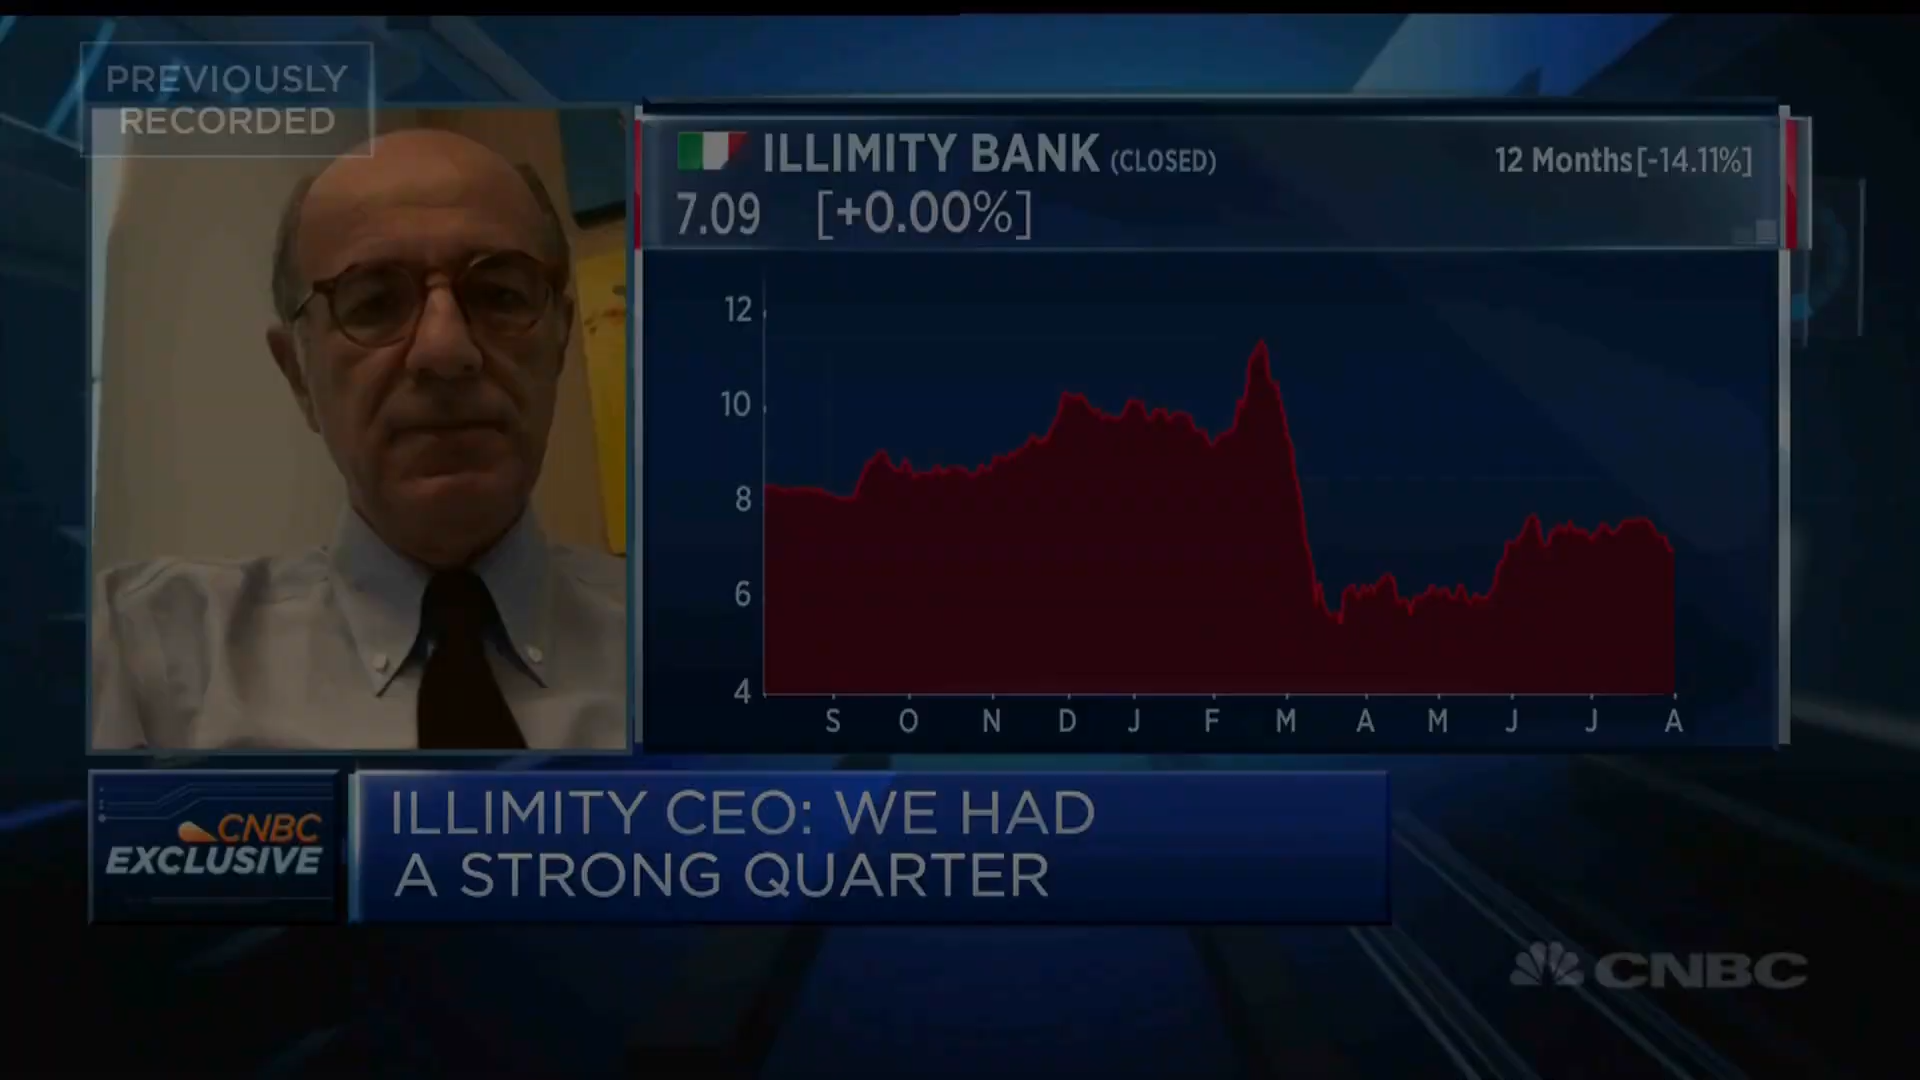 PREVIOUSLY
RECORDED
ILLIMITY BANK (CLOSED)
12 Months[-14.11%]
7.09 [+0.00%]
12
10
8
6
4
S O N D J F M A M J J A
CNBC
EXCLUSIVE
ILLIMITY CEO: WE HAD
A STRONG QUARTER
CNBC